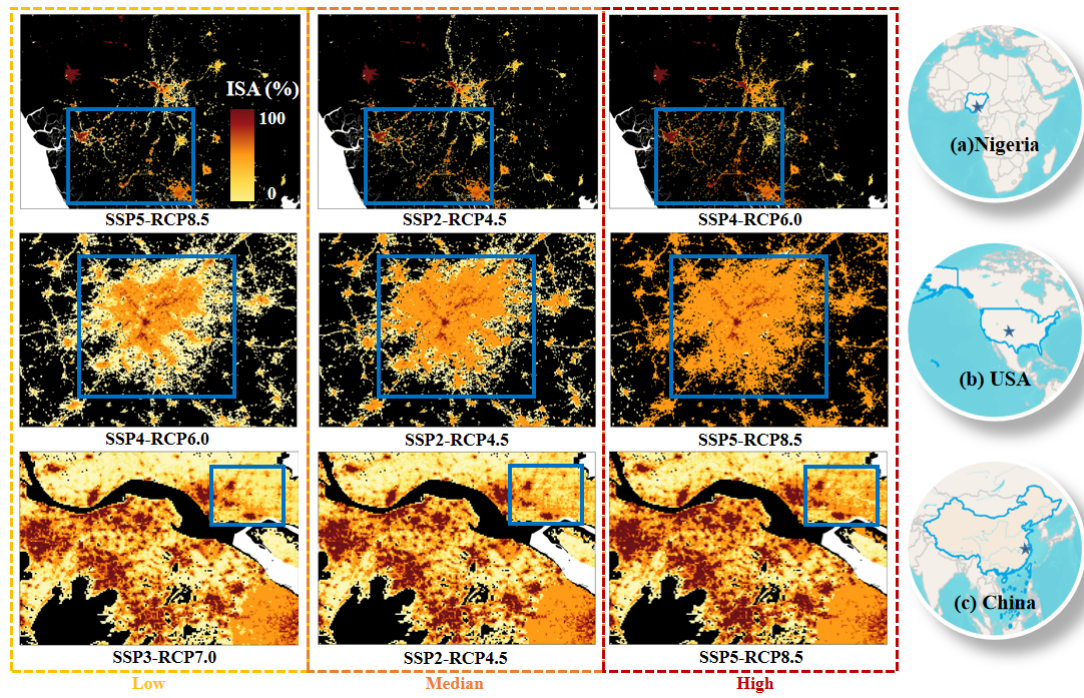 ISA (%)
100
0
SSP5-RCP8.5
SSP2-RCP4.5
SSP4-RCP6.0
(a)Nigeria
SSP4-RCP6.0
SSP2-RCP4.5
SSP5-RCP8.5
(b) USA
SSP3-RCP7.0
SSP2-RCP4.5
SSP5-RCP8.5
(c) China
Low
Median
High